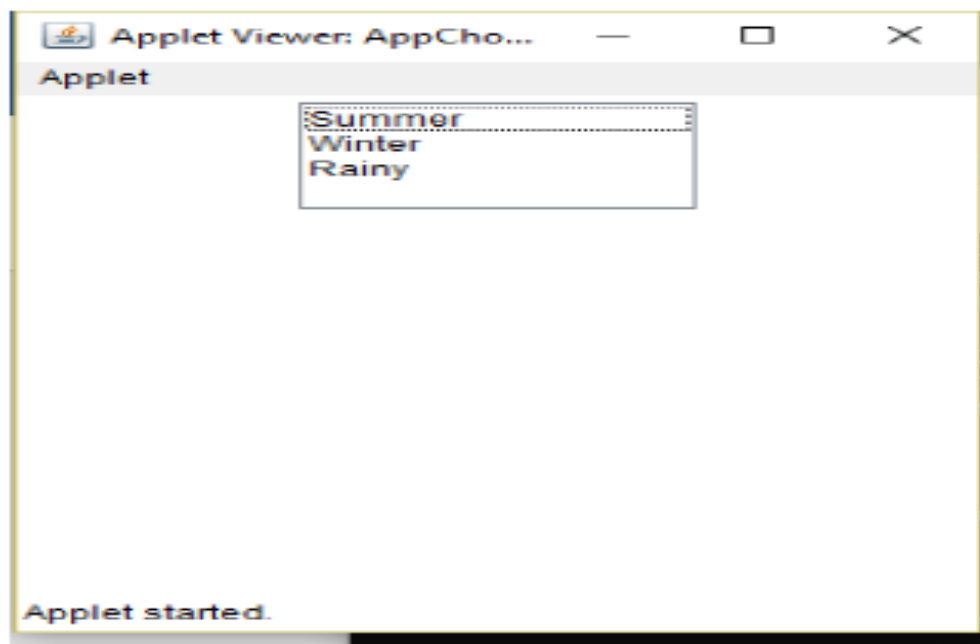 Applet Viewer: AppCho...
Applet
Summer
Winter
Rainy
Applet started.